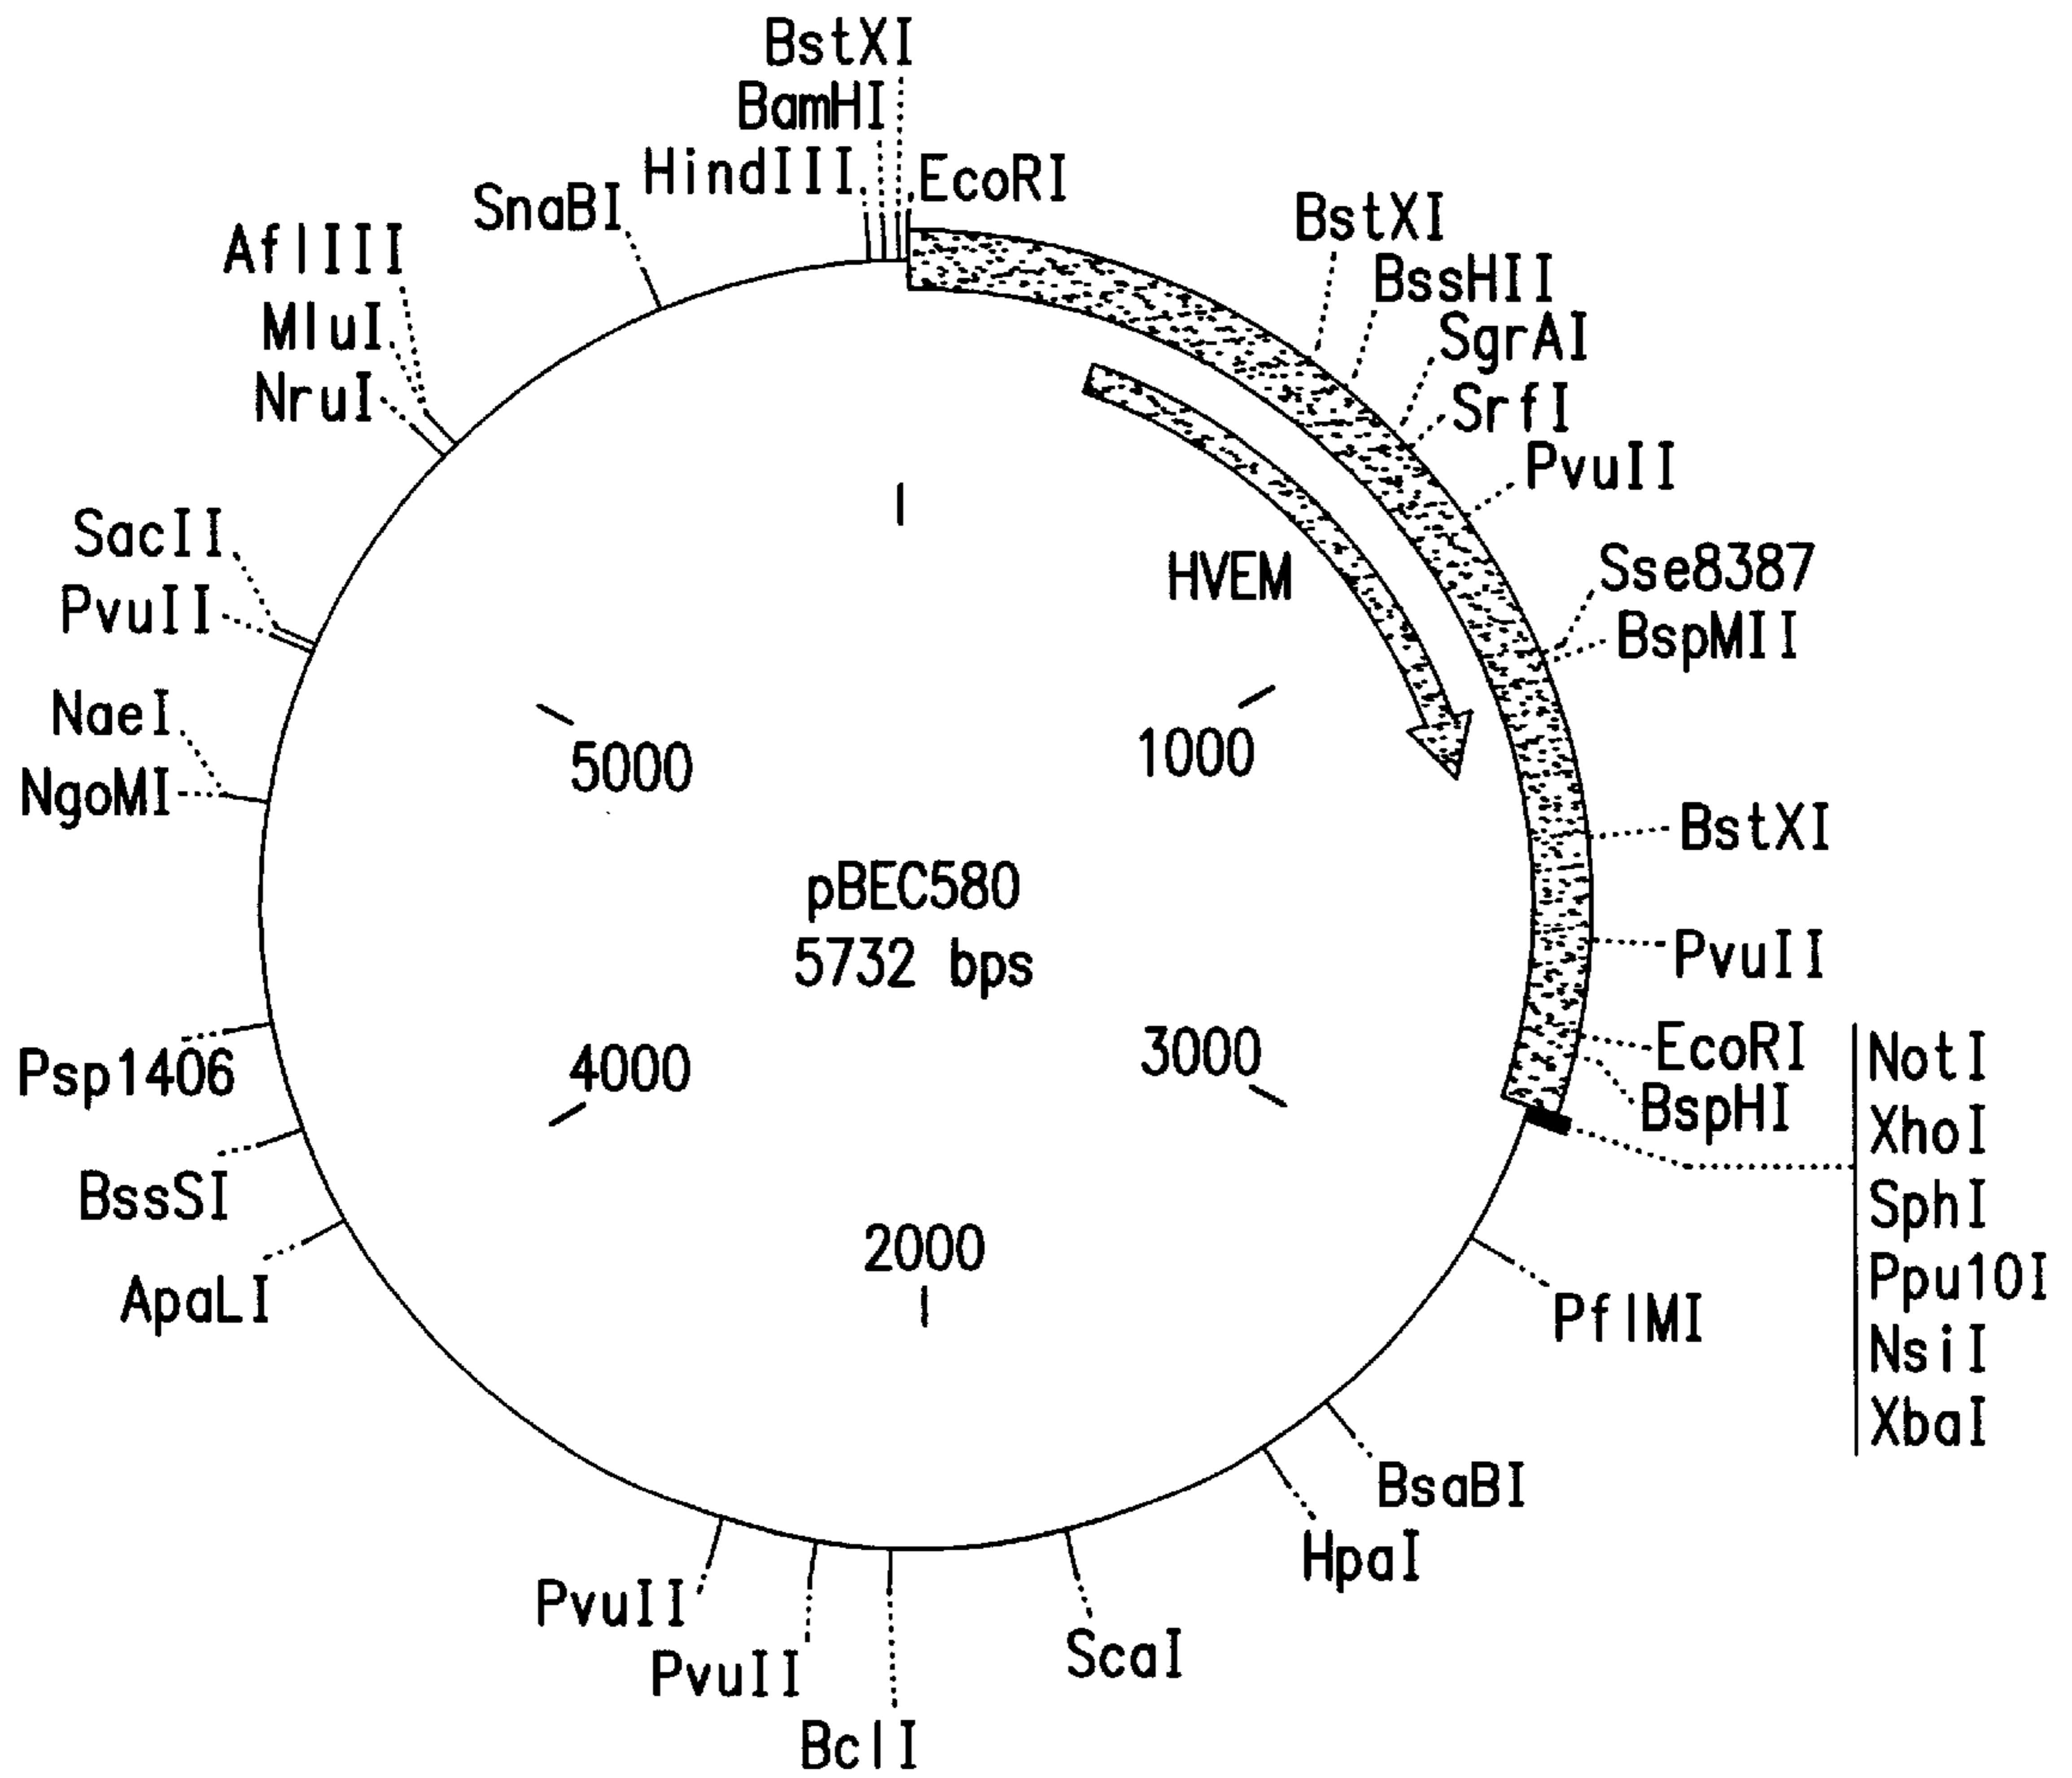 BstXI
BamHI
HindIII
EcoRI
SnaBI
AflIII
MluI
NruI
SacII
PvuII
NaeI
NgoMI
Psp1406
BssSI
ApaLI
PvuII
PvuII
BclI
ScaI
HpaI
BsaBI
PflMI
BstXI
BssHII
SgrAI
SrfI
PvuII
Sse8387
BspMII
BstXI
PvuII
EcoRI
BspHI
NotI
XhoI
SphI
Ppu10I
NsiI
XbaI
I
HVEM
1000
5000
pBEC580
5732 bps
3000
4000
2000